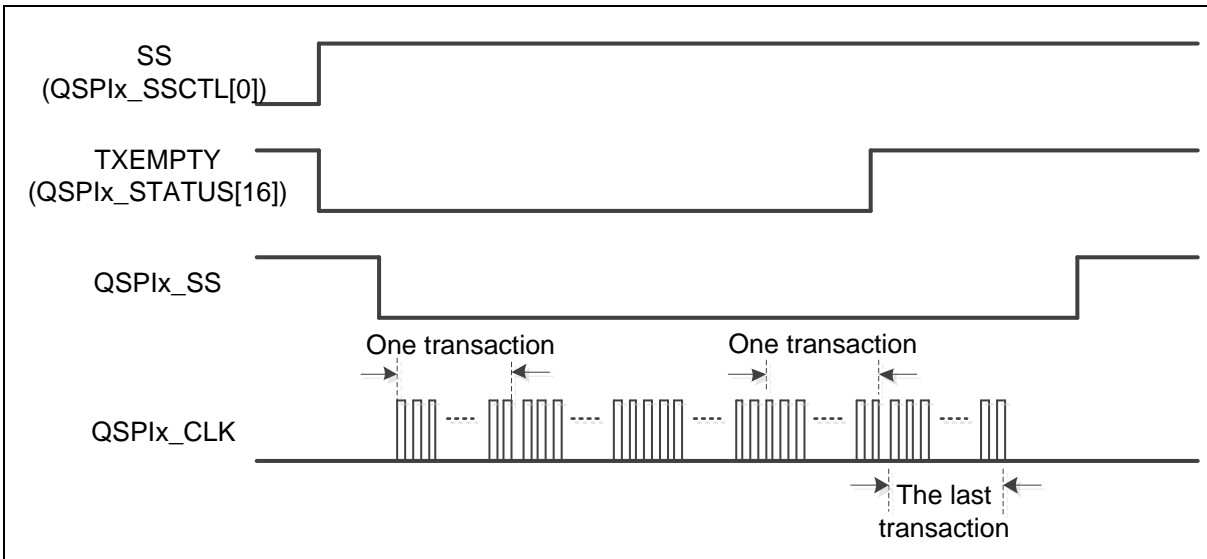 SS
(QSPIx_SSCTL[0])
TXEMPTY
(QSPIx_STATUS[16])
QSPIx_SS
One transaction
One transaction
QSPIx_CLK
The last
transaction